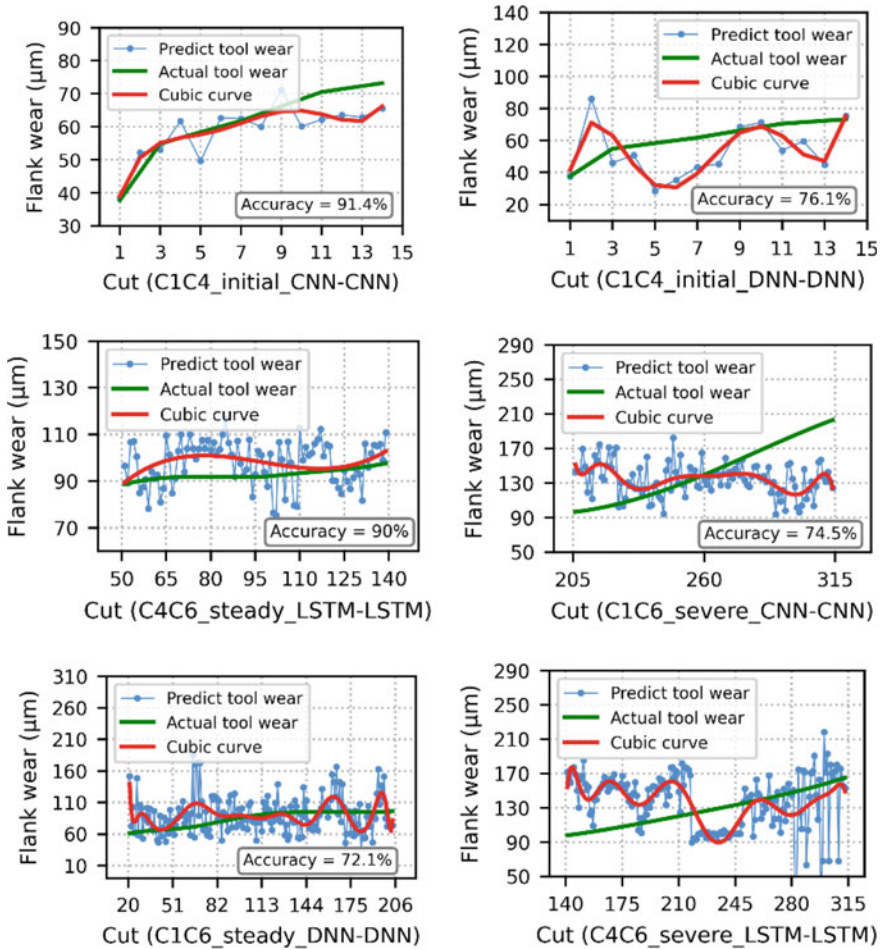 90
80
70
60
50
40
30
Flank wear (μm)
Predict tool wear
Actual tool wear
Cubic curve
Accuracy = 91.4%
1 3 5 7 9 11 13 15
Cut (C1C4_initial_CNN-CNN)
140
120
100
80
60
40
20
Flank wear (μm)
Predict tool wear
Actual tool wear
Cubic curve
Accuracy = 76.1%
1 3 5 7 9 11 13 15
Cut (C1C4_initial_DNN-DNN)
150
130
110
90
70
Flank wear (μm)
Predict tool wear
Actual tool wear
Cubic curve
Accuracy = 90%
50 65 80 95 110 125 140
Cut (C4C6_steady_LSTM-LSTM)
290
250
210
170
130
90
50
Flank wear (μm)
Predict tool wear
Actual tool wear
Cubic curve
Accuracy = 74.5%
205 260 315
Cut (C1C6_severe_CNN-CNN)
310
260
210
160
110
60
10
Flank wear (μm)
Predict tool wear
Actual tool wear
Cubic curve
Accuracy = 72.1%
20 51 82 113 144 175 206
Cut (C1C6_steady_DNN-DNN)
290
250
210
170
130
90
50
Flank wear (μm)
Predict tool wear
Actual tool wear
Cubic curve
140 175 210 245 280 315
Cut (C4C6_severe_LSTM-LSTM)